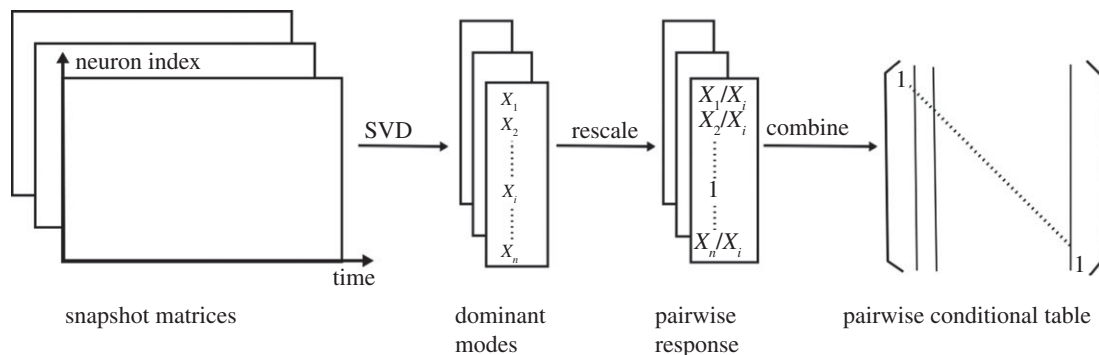 neuron index
time
snapshot matrices
SVD
X₁
X₂
Xᵢ
Xₙ
dominant
modes
rescale
X₁/Xᵢ
X₂/Xᵢ
1
Xₙ/Xᵢ
pairwise
response
combine
1
1
pairwise conditional table